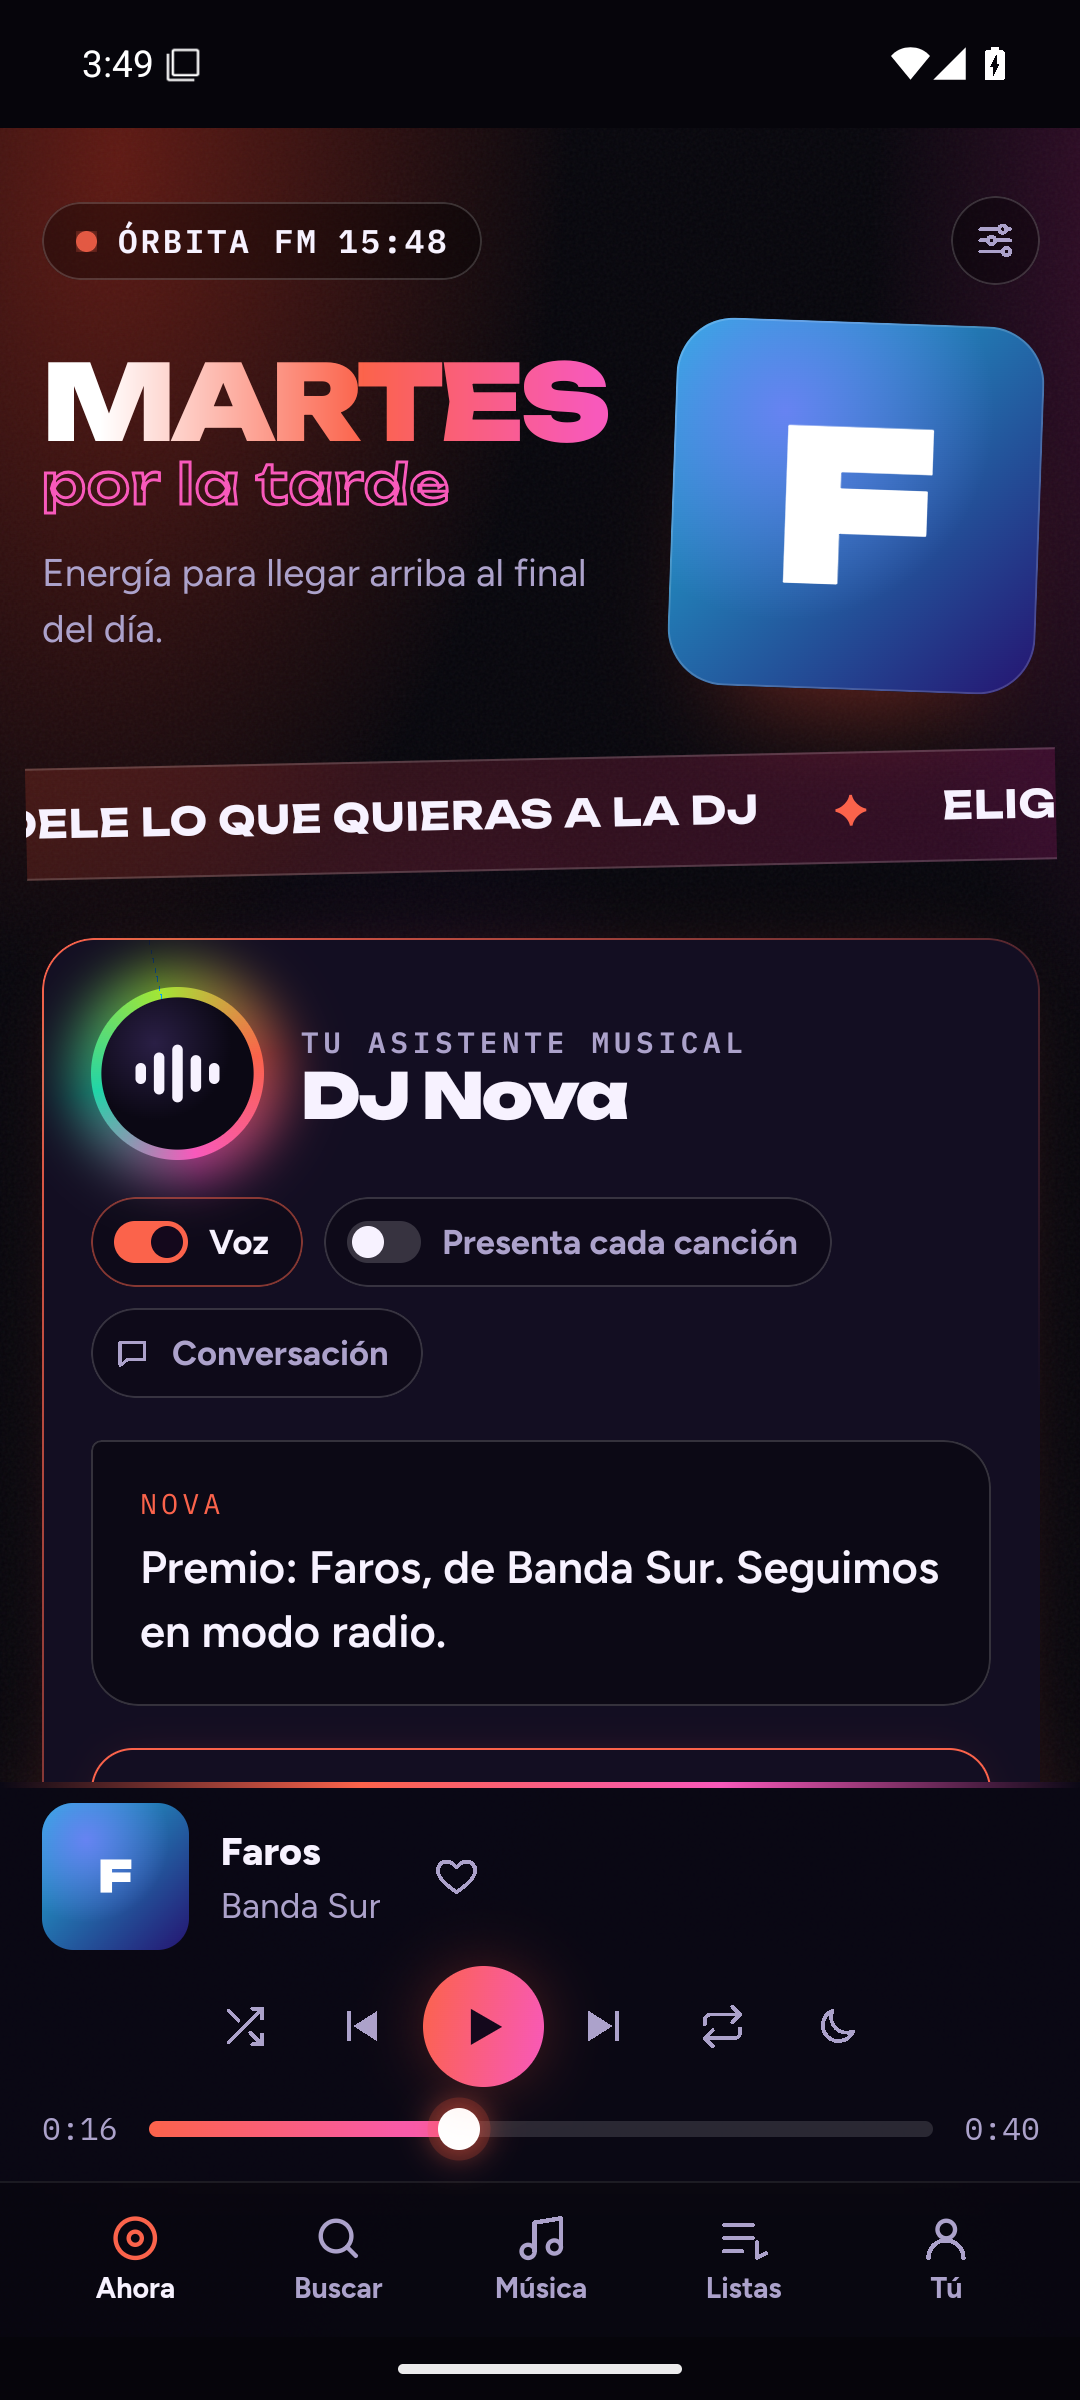 3:49
ÓRBITA FM 15:48
MARTES
por la tarde
Energía para llegar arriba al final
del día.
F
DELE LO QUE QUIERAS A LA DJ ✦ ELIG
TU ASISTENTE MUSICAL
DJ Nova
Voz
Presenta cada canción
Conversación
NOVA
Premio: Faros, de Banda Sur. Seguimos
en modo radio.
F
Faros
Banda Sur
0:16
0:40
Ahora
Buscar
Música
Listas
Tú